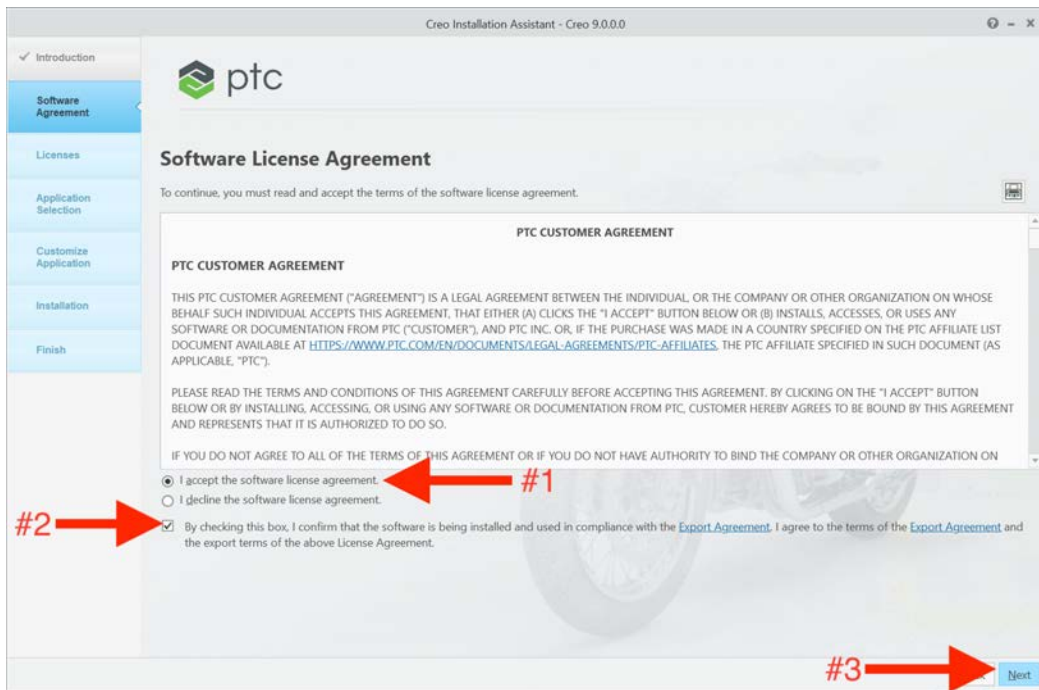 Creo Installation Assistant - Creo 9.0.0.0
Introduction
Software
Agreement
Licenses
Application
Selection
Customize
Application
Installation
Finish
ptc
Software License Agreement
To continue, you must read and accept the terms of the software license agreement.
PTC CUSTOMER AGREEMENT
PTC CUSTOMER AGREEMENT
THIS PTC CUSTOMER AGREEMENT ("AGREEMENT") IS A LEGAL AGREEMENT BETWEEN THE INDIVIDUAL, OR THE COMPANY OR OTHER ORGANIZATION ON WHOSE
BEHALF SUCH INDIVIDUAL ACCEPTS THIS AGREEMENT, THAT EITHER (A) CLICKS THE "I ACCEPT" BUTTON BELOW OR (B) INSTALLS, ACCESSES, OR USES ANY
SOFTWARE OR DOCUMENTATION FROM PTC ("CUSTOMER"), AND PTC INC. OR, IF THE PURCHASE WAS MADE IN A COUNTRY SPECIFIED ON THE PTC AFFILIATE LIST
DOCUMENT AVAILABLE AT HTTPS://WWW.PTC.COM/EN/DOCUMENTS/LEGAL-AGREEMENTS/PTC-AFFILIATES, THE PTC AFFILIATE SPECIFIED IN SUCH DOCUMENT (AS
APPLICABLE, "PTC").
PLEASE READ THE TERMS AND CONDITIONS OF THIS AGREEMENT CAREFULLY BEFORE ACCEPTING THIS AGREEMENT. BY CLICKING ON THE "I ACCEPT" BUTTON
BELOW OR BY INSTALLING, ACCESSING, OR USING ANY SOFTWARE OR DOCUMENTATION FROM PTC, CUSTOMER HEREBY AGREES TO BE BOUND BY THIS AGREEMENT
AND REPRESENTS THAT IT IS AUTHORIZED TO DO SO.
IF YOU DO NOT AGREE TO ALL OF THE TERMS OF THIS AGREEMENT OR IF YOU DO NOT HAVE AUTHORITY TO BIND THE COMPANY OR OTHER ORGANIZATION ON
I accept the software license agreement. #1
I decline the software license agreement.
#2 By checking this box, I confirm that the software is being installed and used in compliance with the Export Agreement. I agree to the terms of the Export Agreement and
the export terms of the above License Agreement.
#3 Next